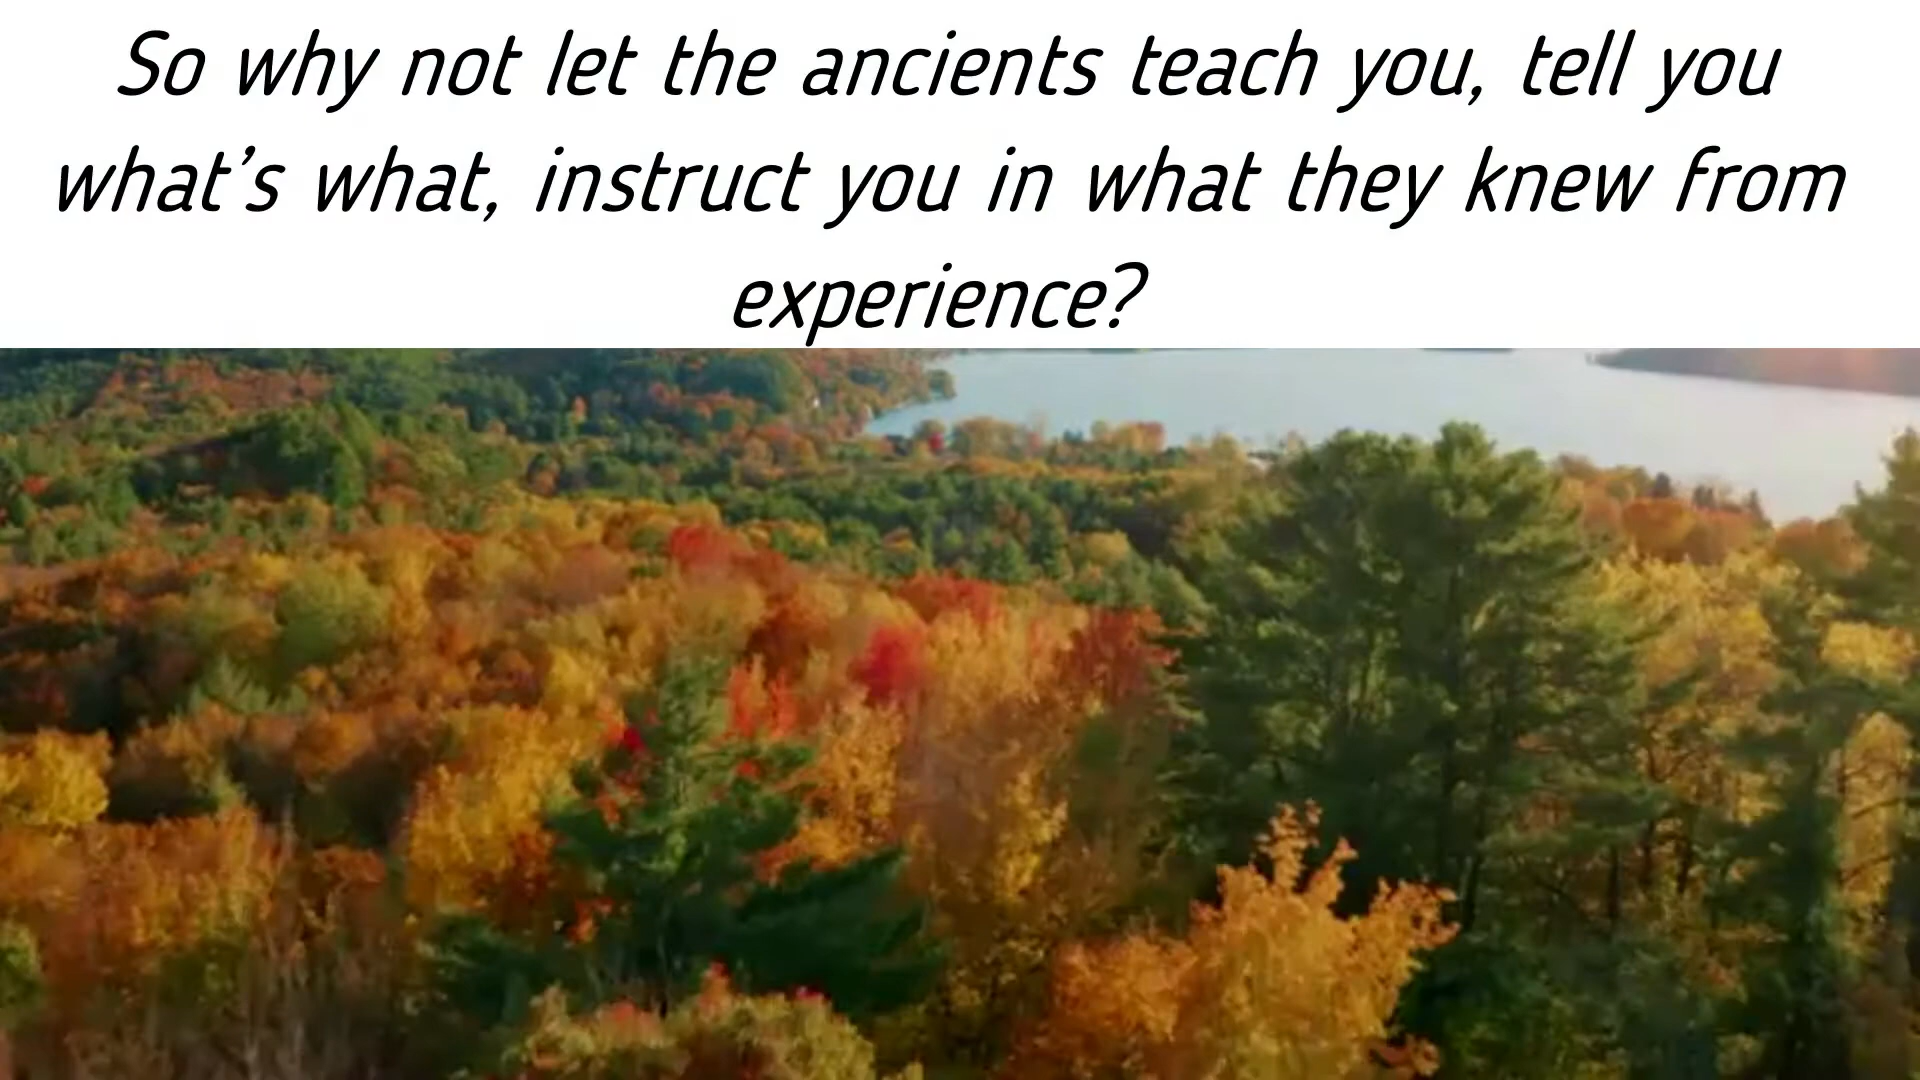 So why not let the ancients teach you, tell you
what’s what, instruct you in what they knew from
experience?